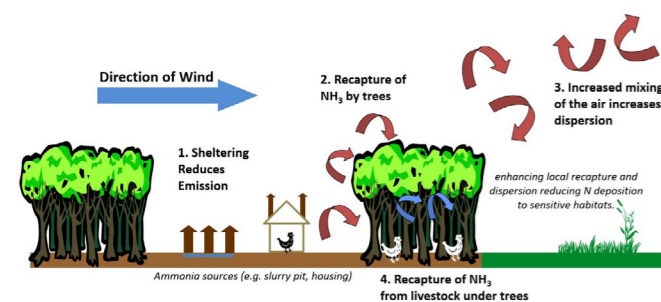 Direction of Wind
1. Sheltering
Reduces
Emission
2. Recapture of
NH₃ by trees
3. Increased mixing
of the air increases
dispersion
enhancing local recapture and
dispersion reducing N deposition
to sensitive habitats.
Ammonia sources (e.g. slurry pit, housing)
4. Recapture of NH₃
from livestock under trees